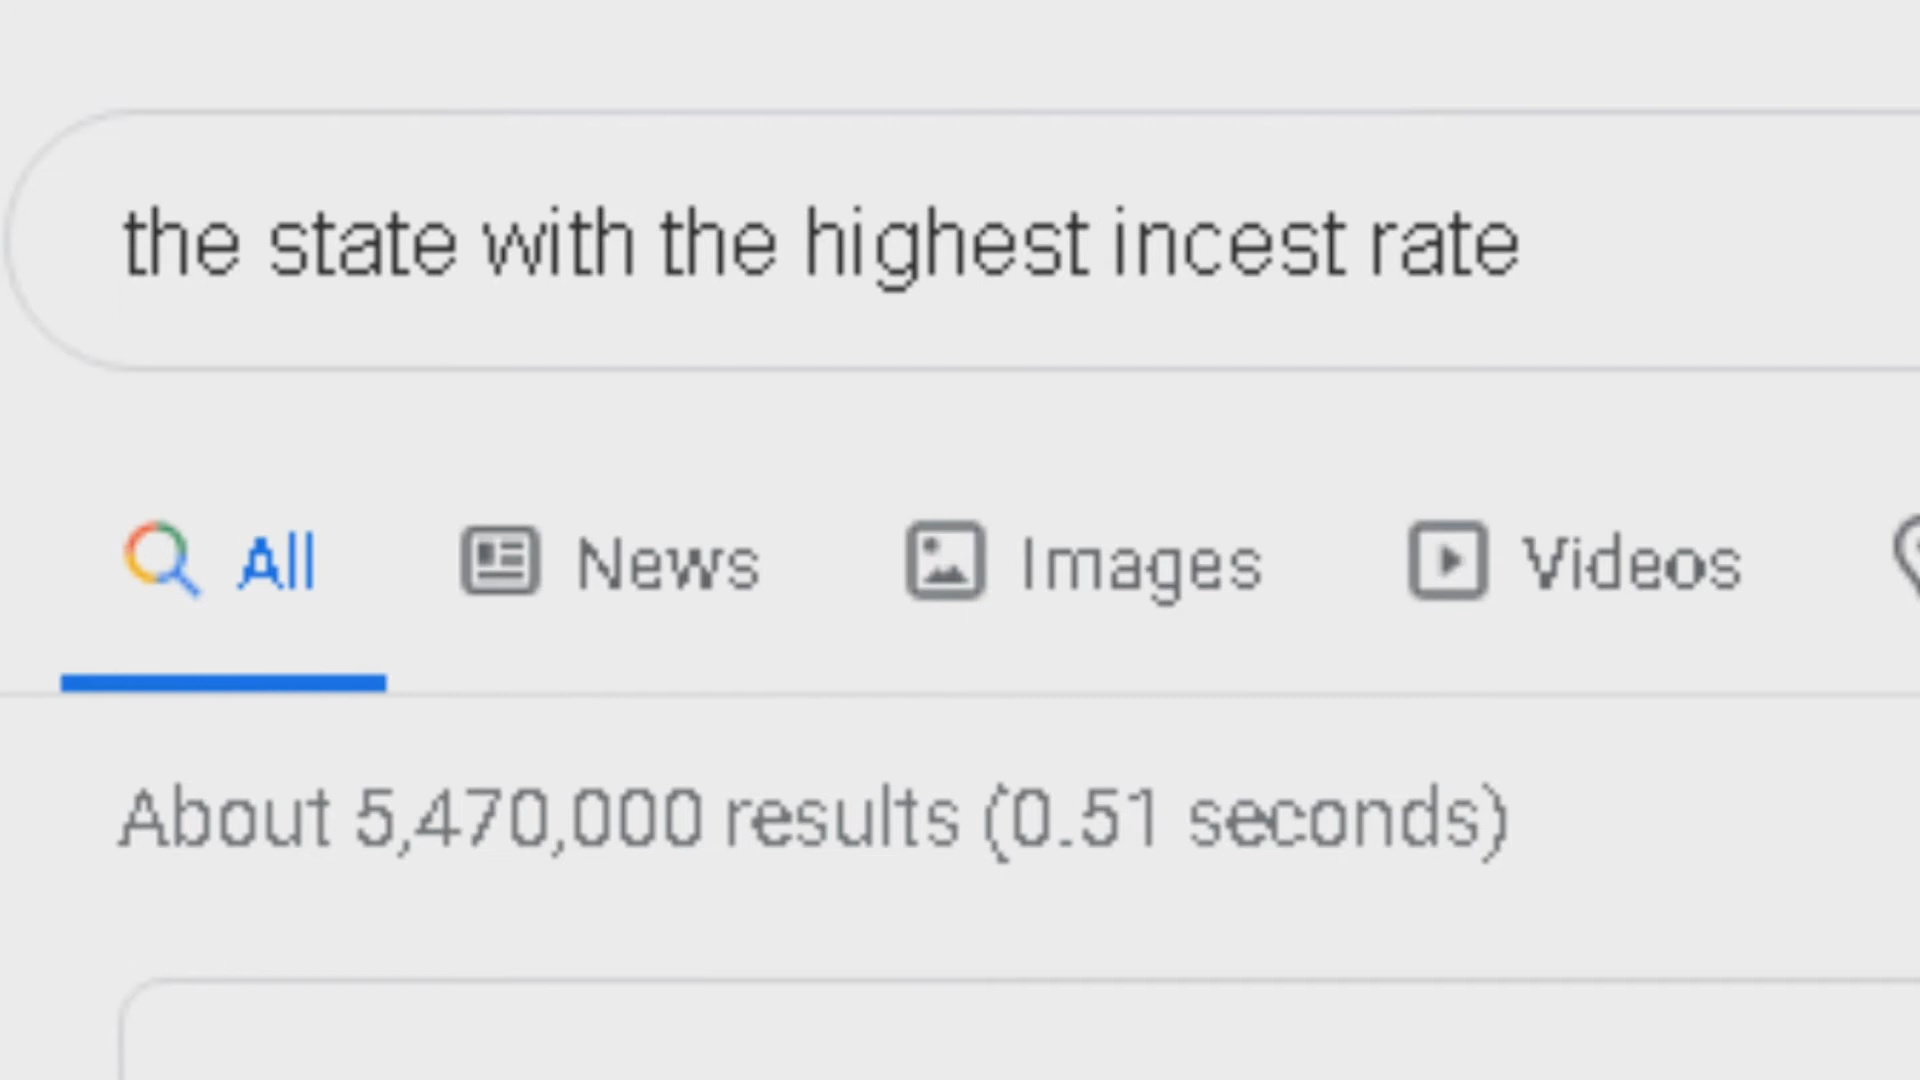 the state with the highest incest rate
All News Images Videos
About 5,470,000 results (0.51 seconds)